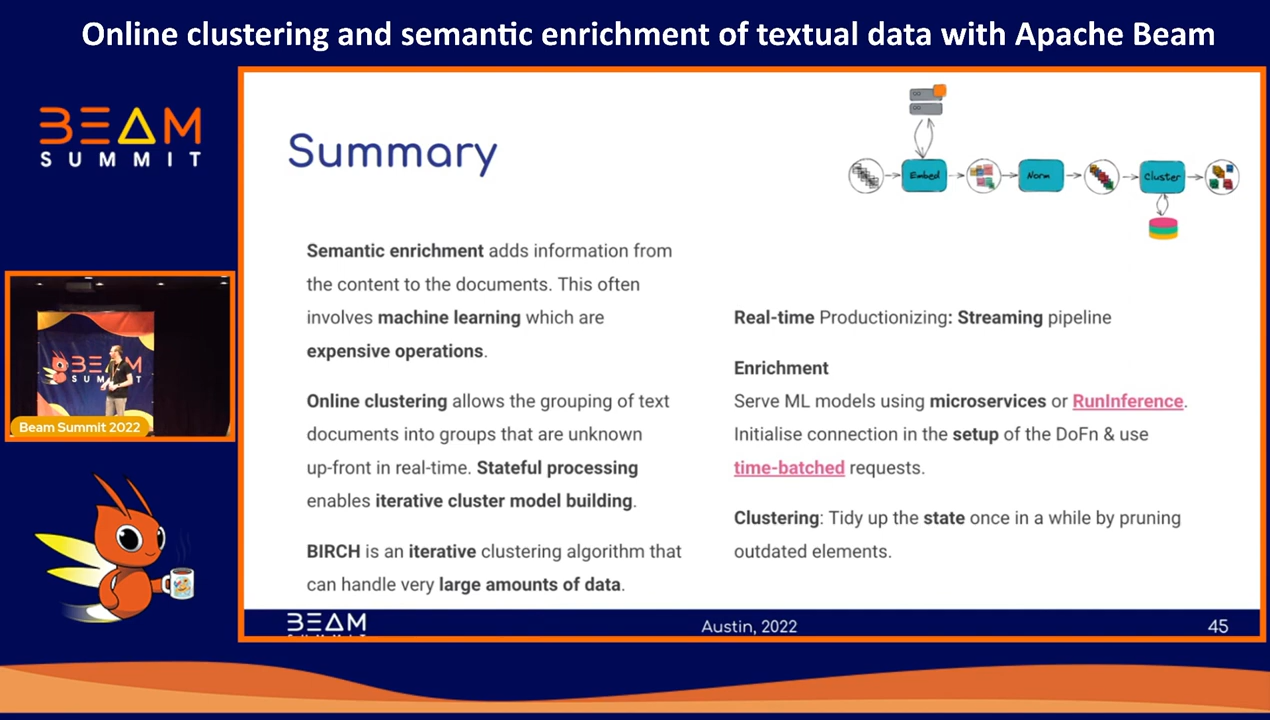 Online clustering and semantic enrichment of textual data with Apache Beam
BEAM
SUMMIT
Summary
Embed
Norm
Cluster
Semantic enrichment adds information from
the content to the documents. This often
involves machine learning which are
expensive operations.
Online clustering allows the grouping of text
documents into groups that are unknown
up-front in real-time. Stateful processing
enables iterative cluster model building.
BIRCH is an iterative clustering algorithm that
can handle very large amounts of data.
Real-time Productionizing: Streaming pipeline
Enrichment
Serve ML models using microservices or RunInference.
Initialise connection in the setup of the DoFn & use
time-batched requests.
Clustering: Tidy up the state once in a while by pruning
outdated elements.
BEAM
Austin, 2022
45
BEAM
SUMMIT
Beam Summit 2022